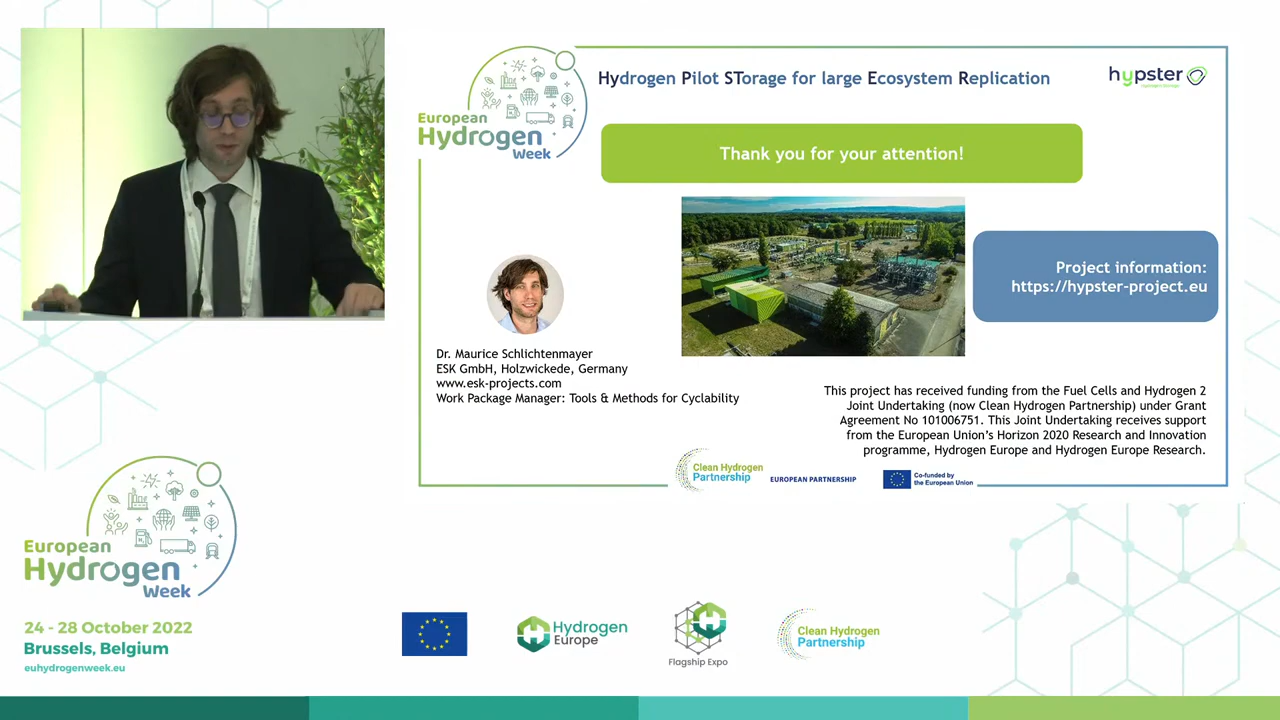 European
Hydrogen
Week
Hydrogen Pilot STorage for large Ecosystem Replication
hypster
Hydrogen Storage
Thank you for your attention!
Project information:
https://hypster-project.eu
Dr. Maurice Schlichtenmayer
ESK GmbH, Holzwickede, Germany
www.esk-projects.com
Work Package Manager: Tools & Methods for Cyclability
This project has received funding from the Fuel Cells and Hydrogen 2
Joint Undertaking (now Clean Hydrogen Partnership) under Grant
Agreement No 101006751. This Joint Undertaking receives support
from the European Union's Horizon 2020 Research and Innovation
programme, Hydrogen Europe and Hydrogen Europe Research.
Clean Hydrogen
Partnership
EUROPEAN PARTNERSHIP
Co-funded by
the European Union
European
Hydrogen
Week
24 - 28 October 2022
Brussels, Belgium
euhydrogenweek.eu
Hydrogen
Europe
Flagship Expo
Clean Hydrogen
Partnership